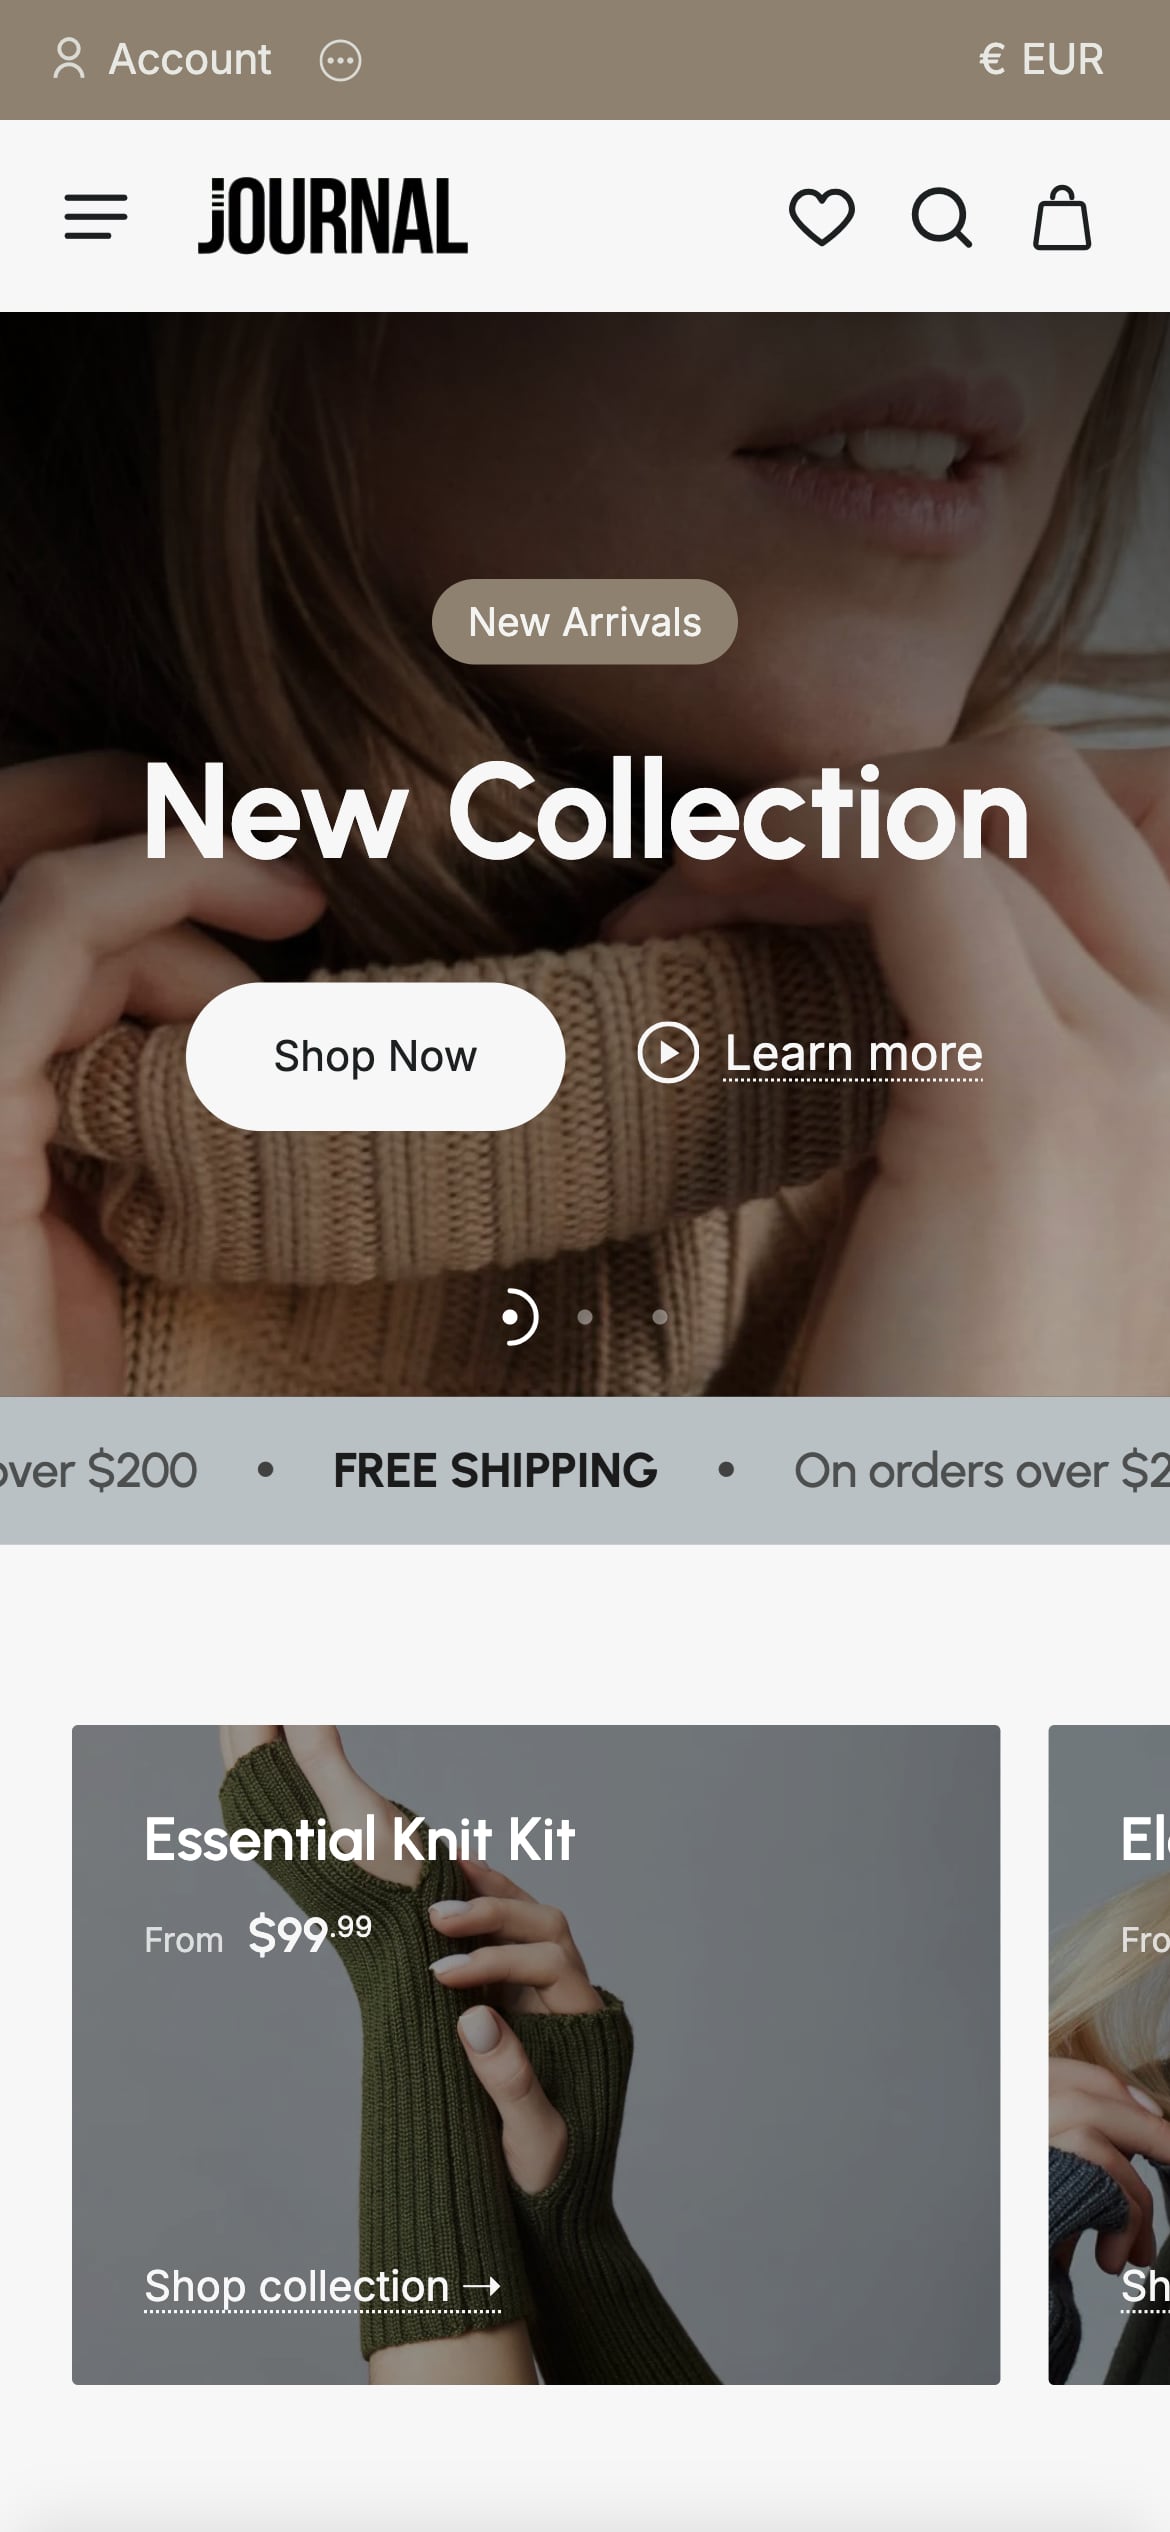 Account
€ EUR
JOURNAL
New Arrivals
New Collection
Shop Now
Learn more
over $200 • FREE SHIPPING • On orders over $2
Essential Knit Kit
From $99.99
Shop collection →
El
Fro
Sh